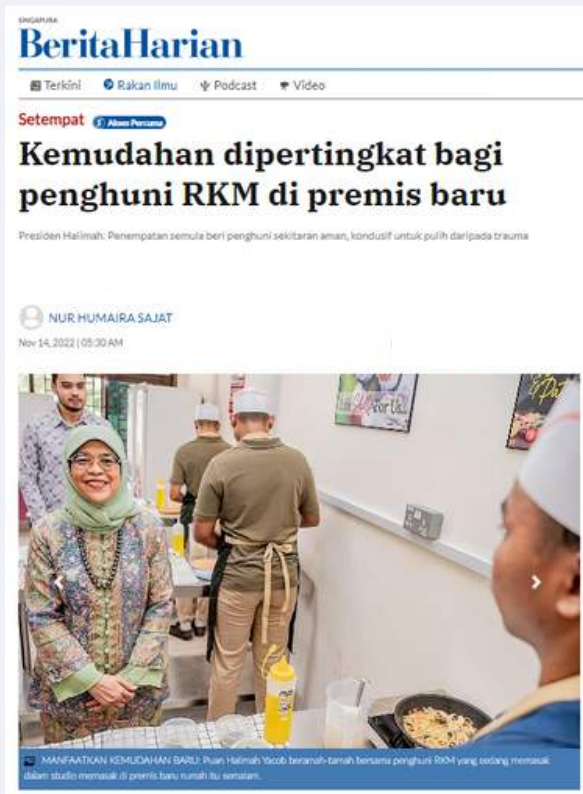 SINGAPURA
BeritaHarian
Terkini Rakan Ilmu Podcast Video
Setempat Akses Pertama
Kemudahan dipertingkat bagi
penghuni RKM di premis baru
Presiden Halimah: Penempatan semula beri penghuni sekitaran aman, kondusif untuk pulih daripada trauma
NUR HUMAIRA SAJAT
Nov 14, 2022 | 05:30 AM
MANFAATKAN KEMUDAHAN BARU: Puan Halimah Yacob beramah-tamah bersama penghuni RKM yang sedang memasak
dalam studio memasak di premis baru rumah itu semalam.